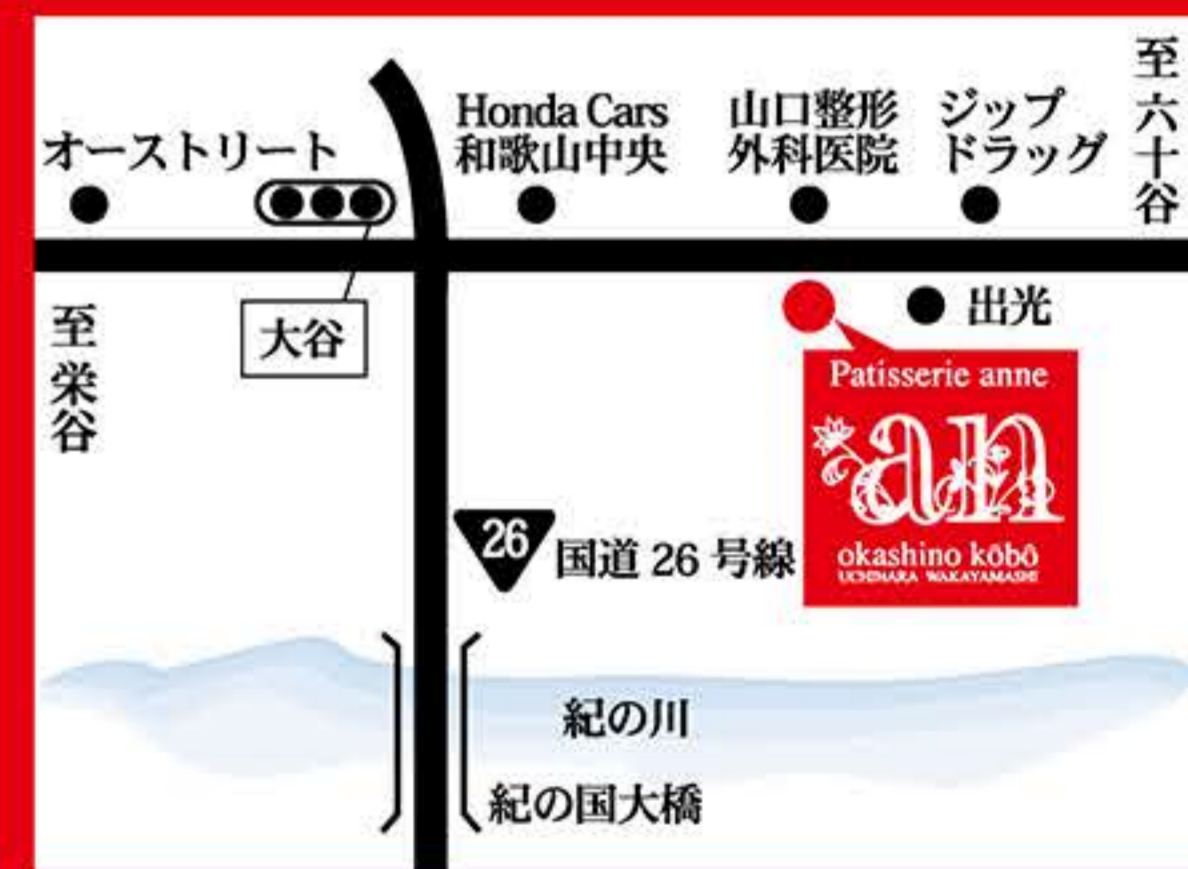 オーストリート
Honda Cars
和歌山中央
山口整形
外科医院
ジップ
ドラッグ
至六十谷
至栄谷
大谷
出光
Patisserie anne
an
okashino kōbō
UCHIHARA WAKAYAMASHI
26
国道 26 号線
紀の川
紀の国大橋